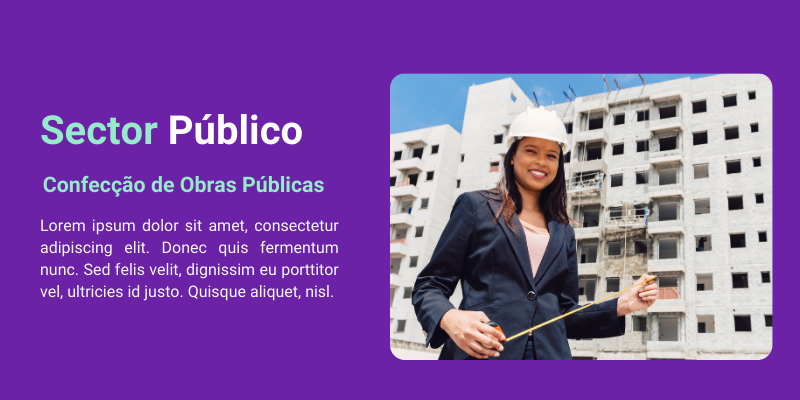 Sector Público
Confecção de Obras Públicas
Lorem ipsum dolor sit amet, consectetur
adipiscing elit. Donec quis fermentum
nunc. Sed felis velit, dignissim eu porttitor
vel, ultricies id justo. Quisque aliquet, nisl.